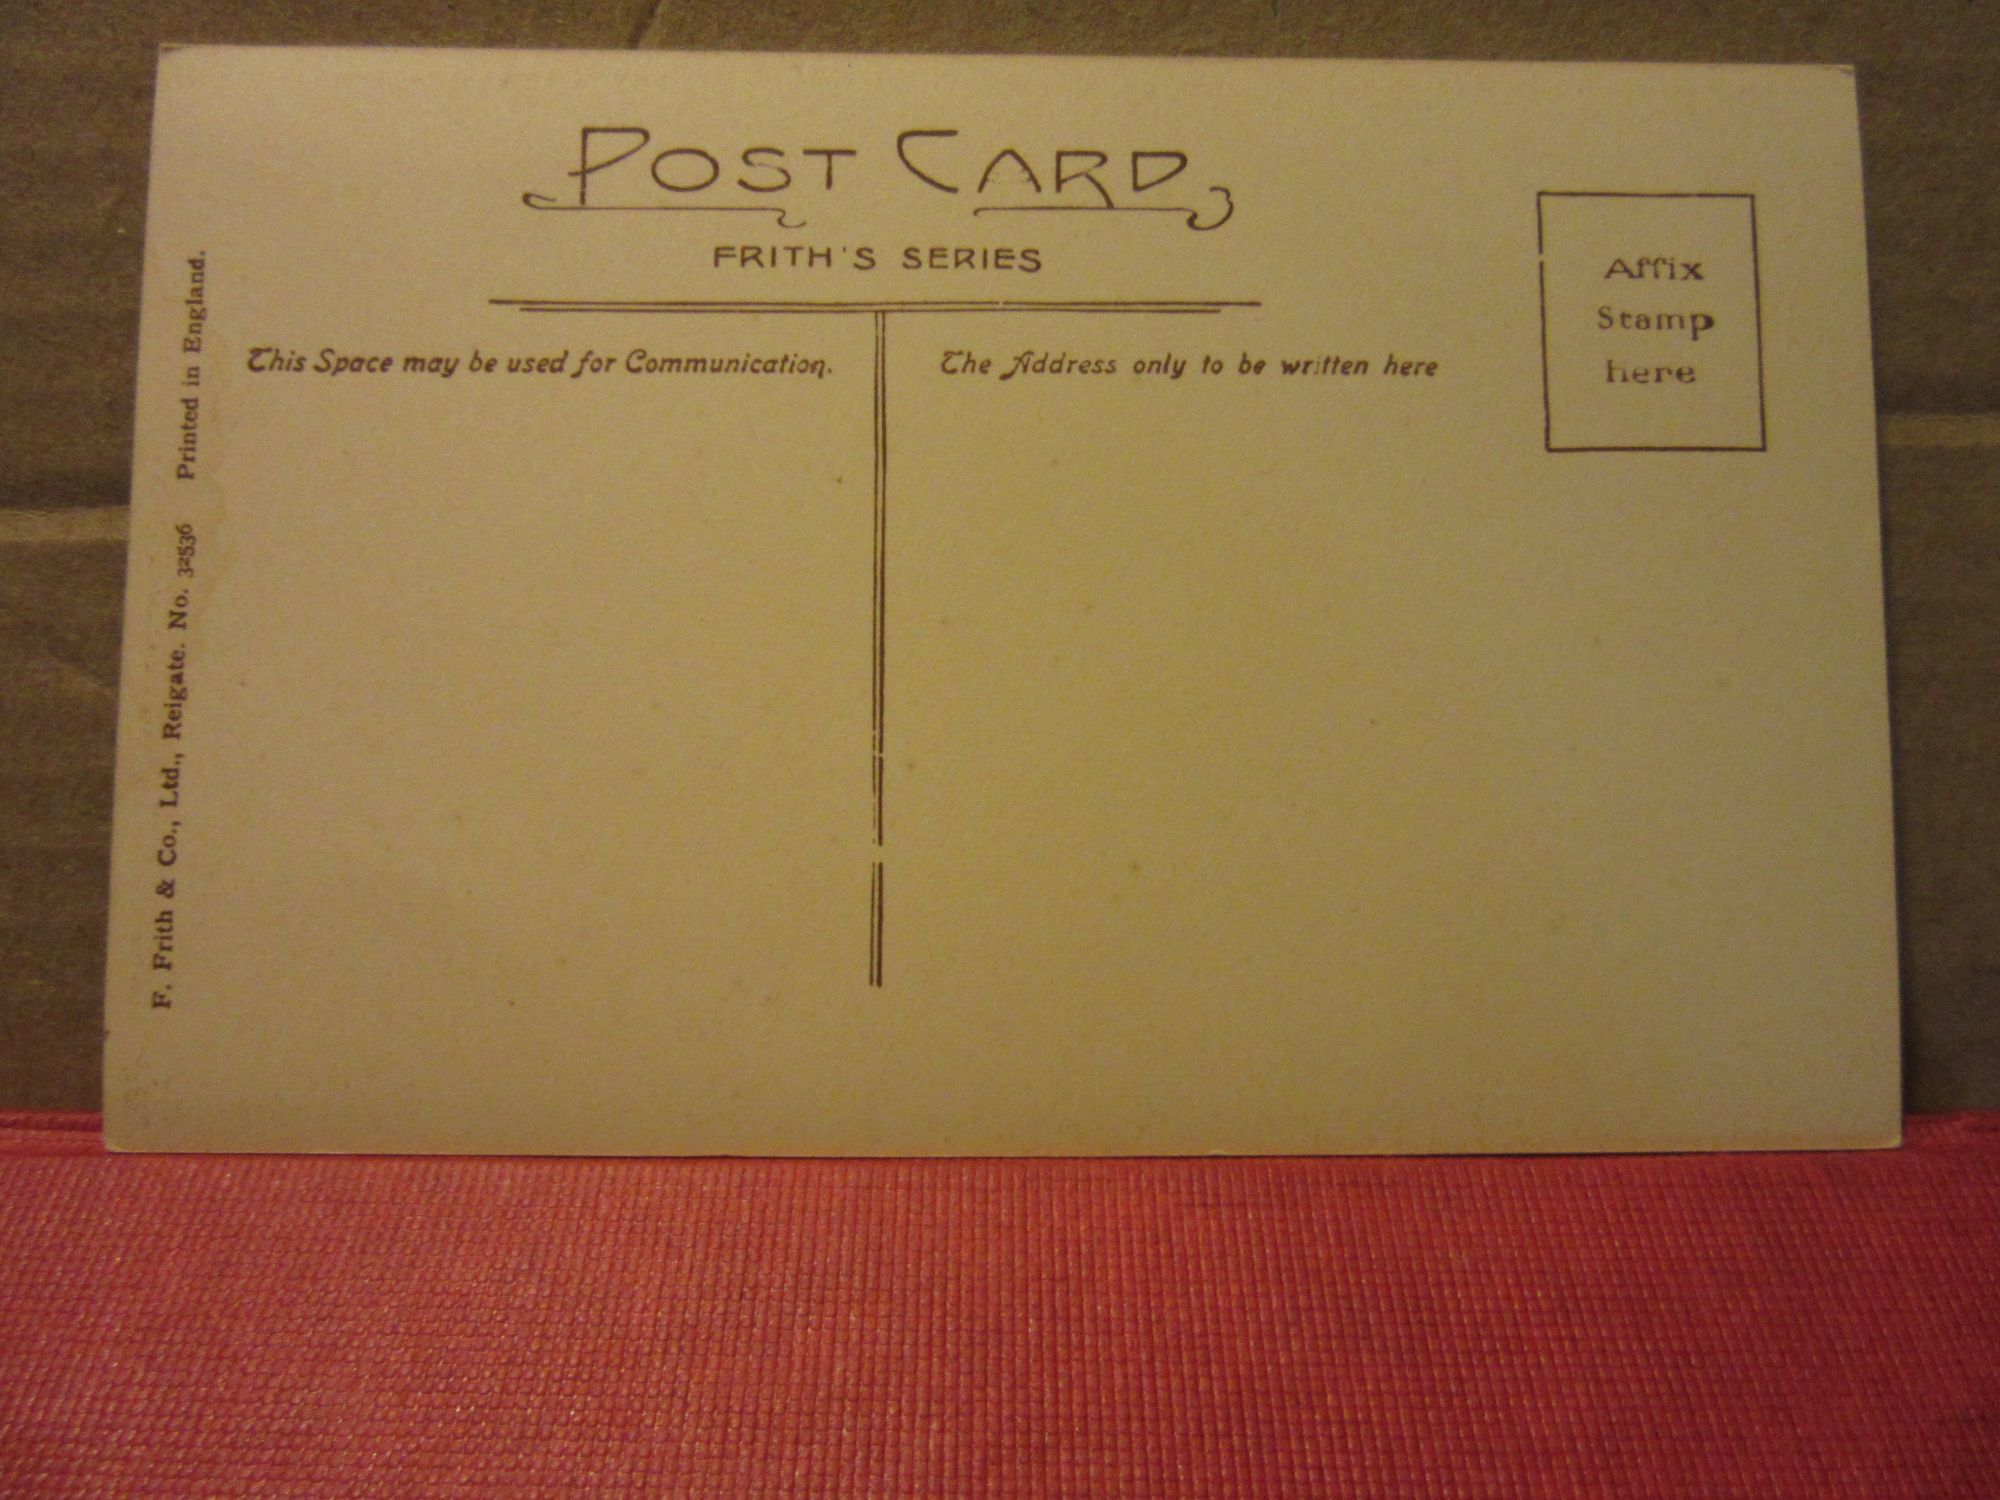 POST CARD
FRITH'S SERIES
This Space may be used for Communication.
The Address only to be written here
Affix
Stamp
Here
F. Frith & Co., Ltd., Reigate. No. 32536 Printed in England.